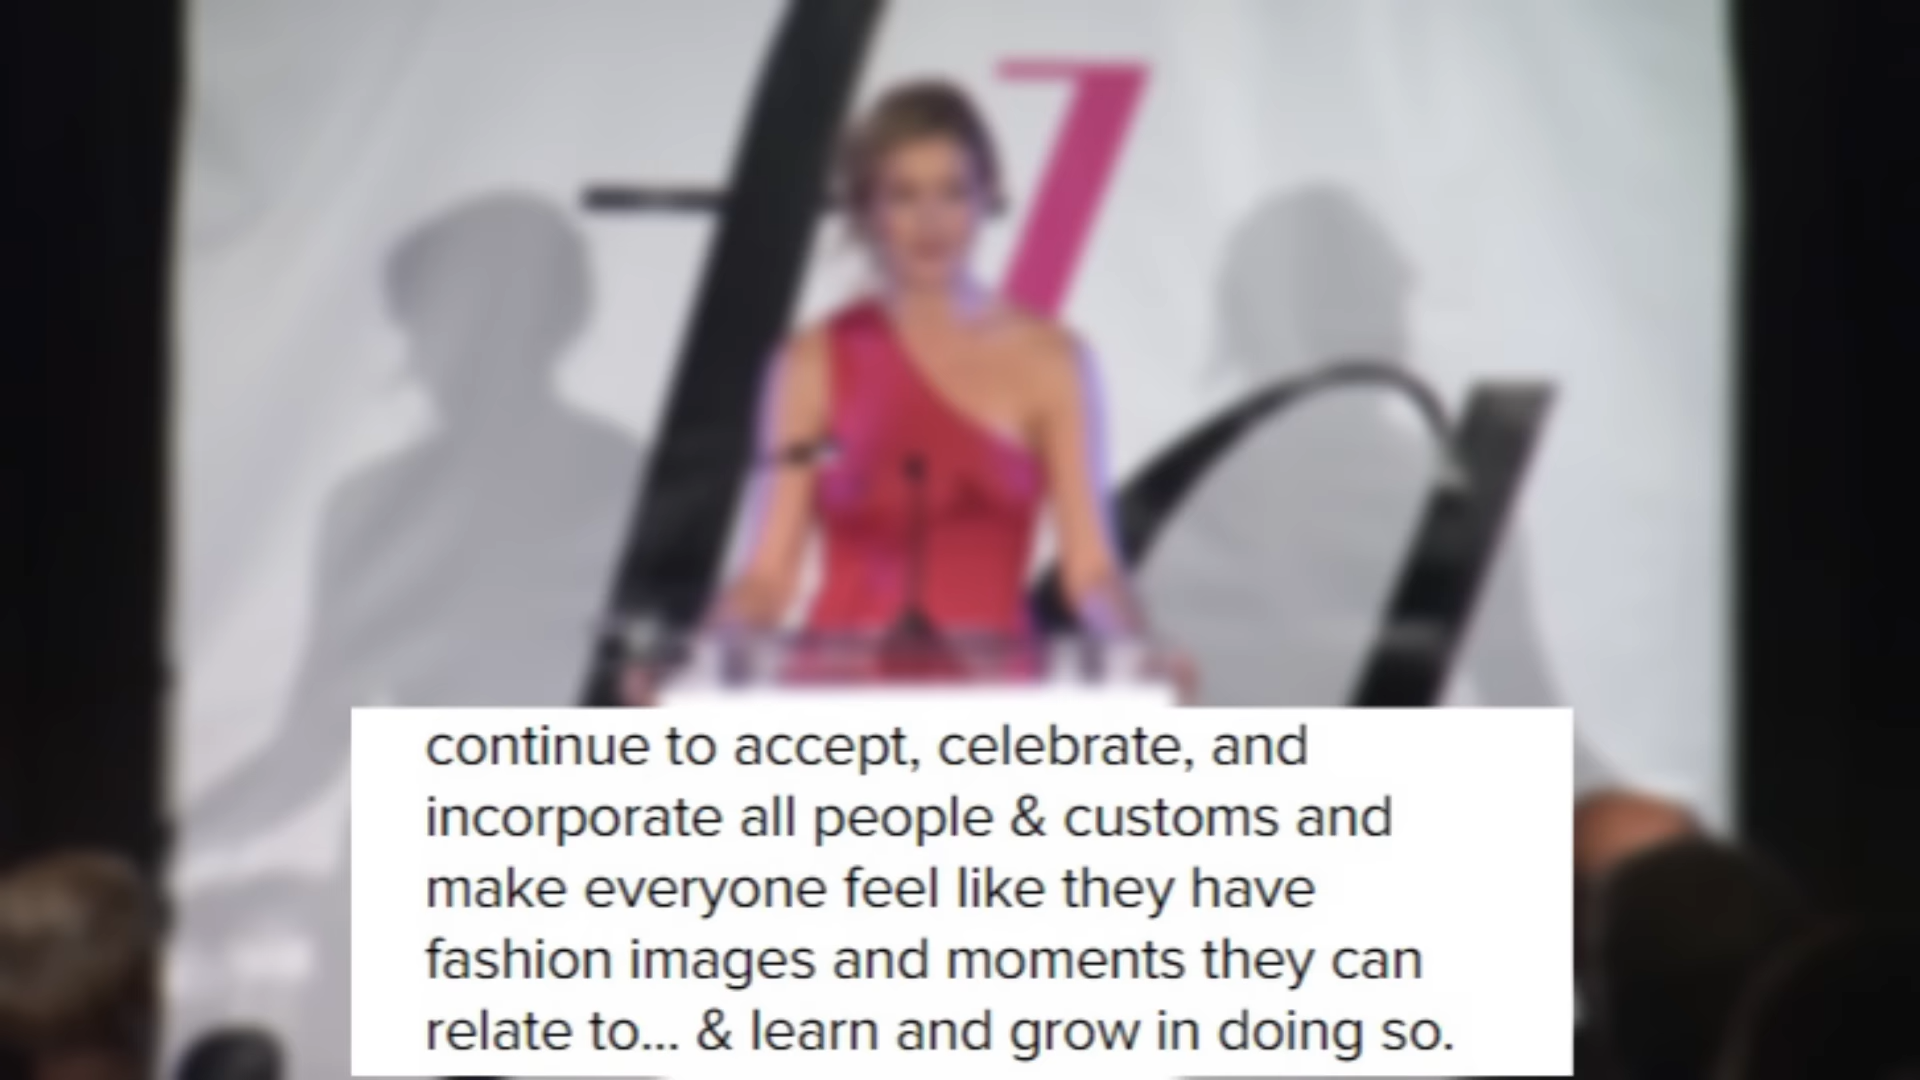 continue to accept, celebrate, and
incorporate all people & customs and
make everyone feel like they have
fashion images and moments they can
relate to... & learn and grow in doing so.